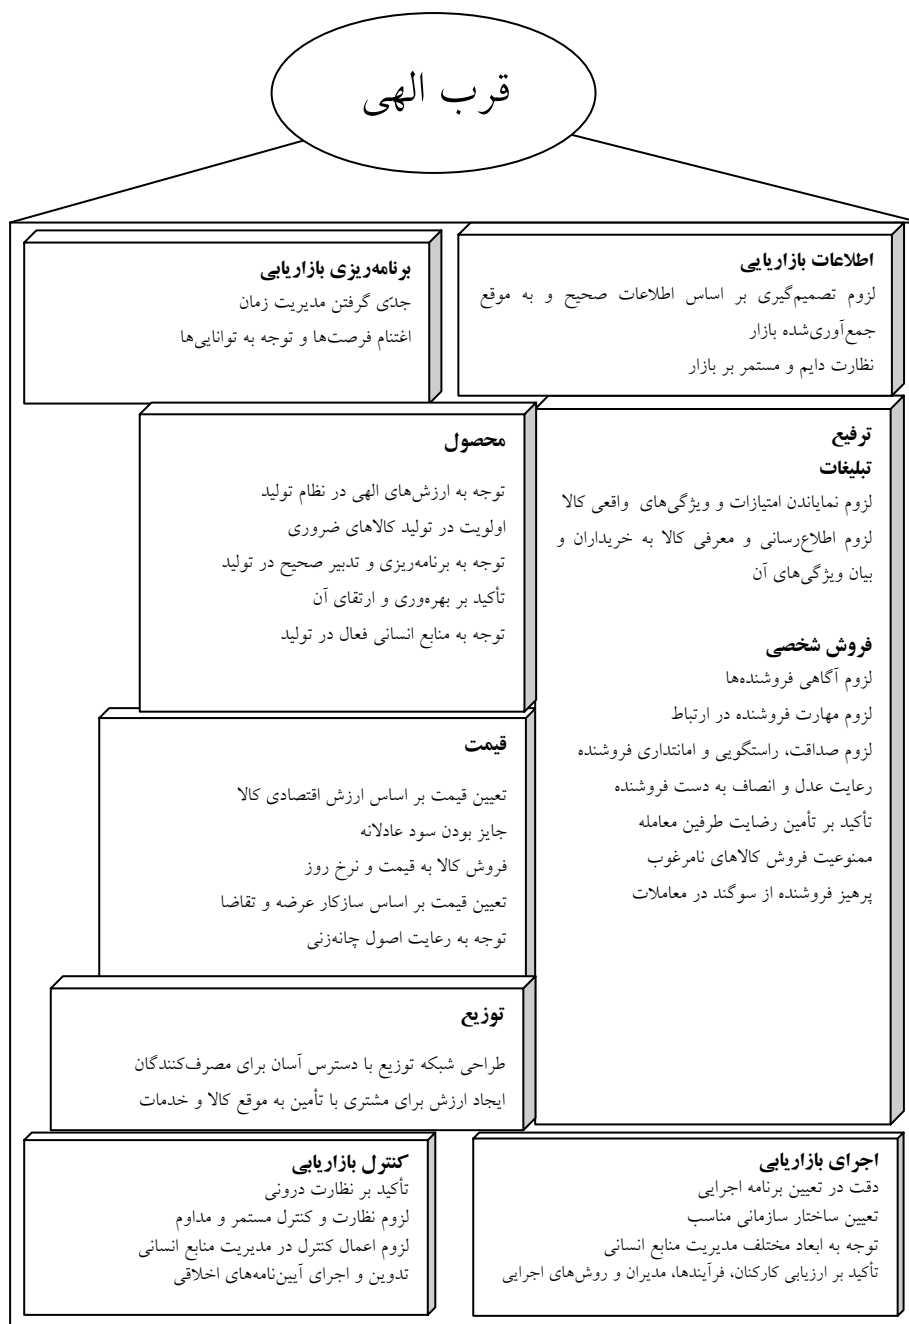 قرب الهی
اطلاعات بازاریابی
لزوم تصمیم‌گیری بر اساس اطلاعات صحیح و به موقع
جمع‌آوری‌شده بازار
نظارت دایم و مستمر بر بازار
برنامه‌ریزی بازاریابی
جدّی گرفتن مدیریت زمان
اغتنام فرصت‌ها و توجه به توانایی‌ها
ترفیع
تبلیغات
لزوم نمایاندن امتیازات و ویژگی‌های واقعی کالا
لزوم اطلاع‌رسانی و معرفی کالا به خریداران و
بیان ویژگی‌های آن
فروش شخصی
لزوم آگاهی فروشنده‌ها
لزوم مهارت فروشنده در ارتباط
لزوم صداقت، راستگویی و امانتداری فروشنده
رعایت عدل و انصاف به دست فروشنده
تأکید بر تأمین رضایت طرفین معامله
ممنوعیت فروش کالاهای نامرغوب
پرهیز فروشنده از سوگند در معاملات
محصول
توجه به ارزش‌های الهی در نظام تولید
اولویت در تولید کالاهای ضروری
توجه به برنامه‌ریزی و تدبیر صحیح در تولید
تأکید بر بهره‌وری و ارتقای آن
توجه به منابع انسانی فعال در تولید
قیمت
تعیین قیمت بر اساس ارزش اقتصادی کالا
جایز بودن سود عادلانه
فروش کالا به قیمت و نرخ روز
تعیین قیمت بر اساس سازکار عرضه و تقاضا
توجه به رعایت اصول چانه‌زنی
توزیع
طراحی شبکه توزیع با دسترس آسان برای مصرف‌کنندگان
ایجاد ارزش برای مشتری با تأمین به موقع کالا و خدمات
اجرای بازاریابی
دقت در تعیین برنامه اجرایی
تعیین ساختار سازمانی مناسب
توجه به ابعاد مختلف مدیریت منابع انسانی
تأکید بر ارزیابی کارکنان، فرآیندها، مدیران و روش‌های اجرایی
کنترل بازاریابی
تأکید بر نظارت درونی
لزوم نظارت و کنترل مستمر و مداوم
لزوم اعمال کنترل در مدیریت منابع انسانی
تدوین و اجرای آیین‌نامه‌های اخلاقی